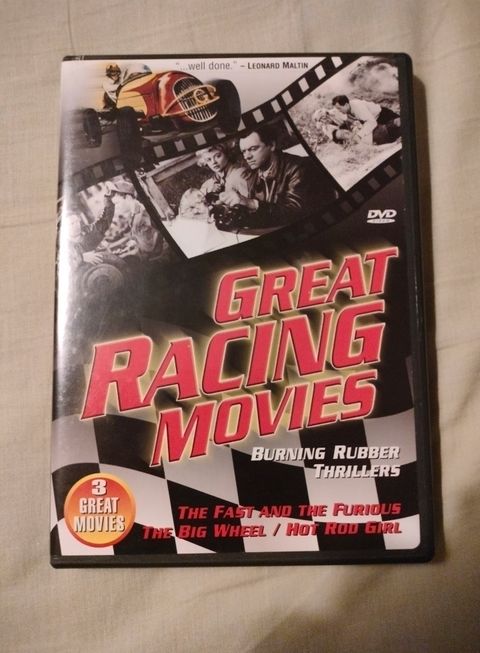 "...well done." – LEONARD MALTIN
DVD
VIDEO
GREAT
RACING
MOVIES
BURNING RUBBER
THRILLERS
3
GREAT
MOVIES
THE FAST AND THE FURIOUS
THE BIG WHEEL / HOT ROD GIRL